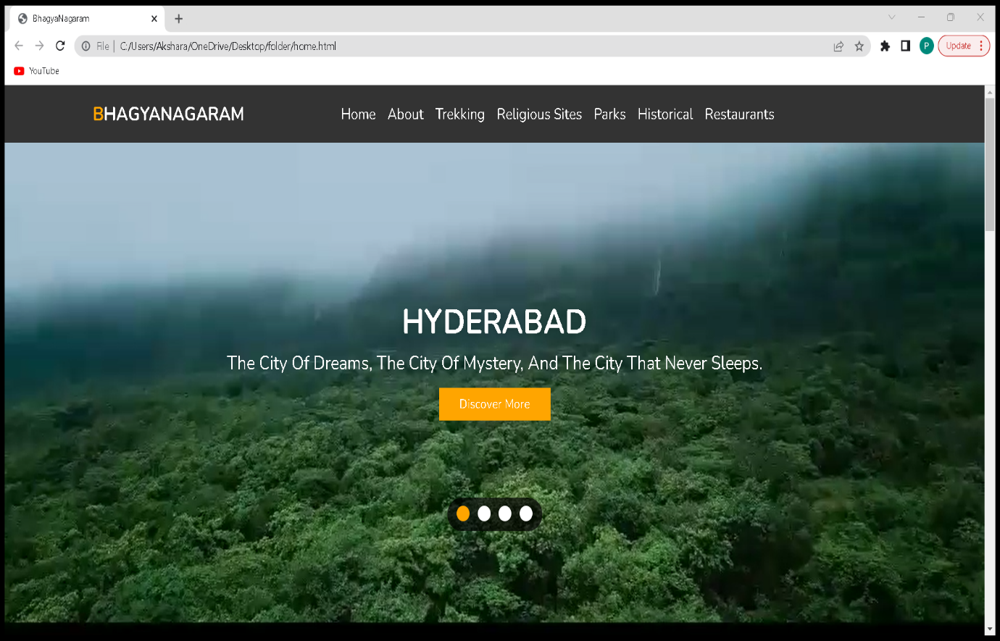 BhagyaNagaram
File | C:/Users/Akshara/OneDrive/Desktop/folder/home.html
P
Update
YouTube
BHAGYANAGARAM
Home About Trekking Religious Sites Parks Historical Restaurants
HYDERABAD
The City Of Dreams, The City Of Mystery, And The City That Never Sleeps.
Discover More